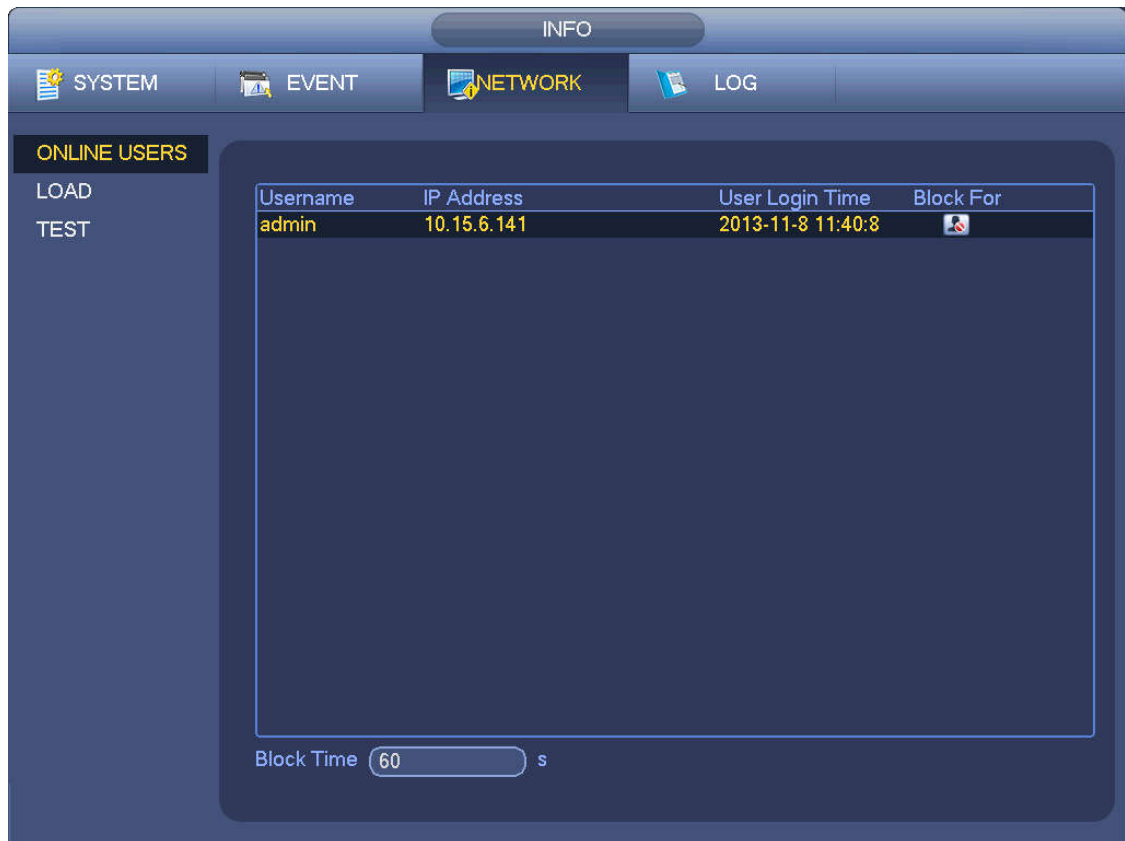 INFO
SYSTEM EVENT NETWORK LOG
ONLINE USERS
LOAD
TEST
Username IP Address User Login Time Block For
admin 10.15.6.141 2013-11-8 11:40:8
Block Time 60 s